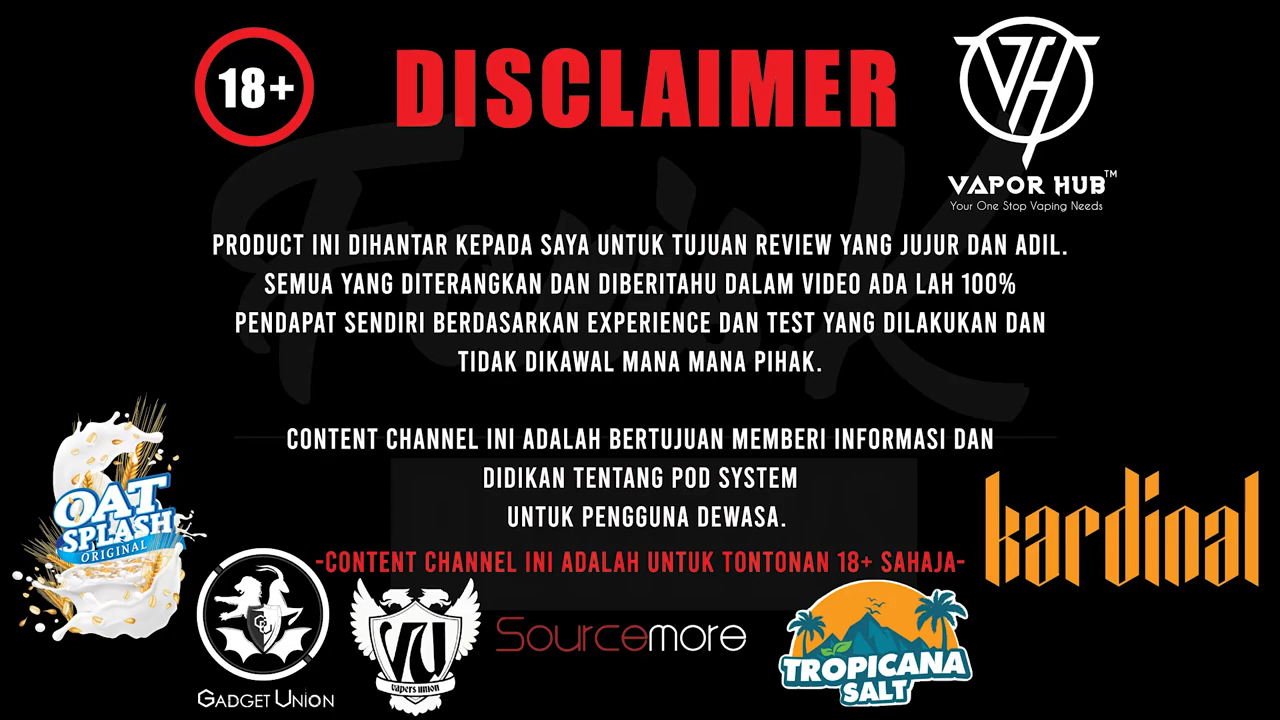 18+
DISCLAIMER
VH
VAPOR HUB™
Your One Stop Vaping Needs
Faris.K
PRODUCT INI DIHANTAR KEPADA SAYA UNTUK TUJUAN REVIEW YANG JUJUR DAN ADIL.
SEMUA YANG DITERANGKAN DAN DIBERITAHU DALAM VIDEO ADA LAH 100%
PENDAPAT SENDIRI BERDASARKAN EXPERIENCE DAN TEST YANG DILAKUKAN DAN
TIDAK DIKAWAL MANA MANA PIHAK.
CONTENT CHANNEL INI ADALAH BERTUJUAN MEMBERI INFORMASI DAN
DIDIKAN TENTANG POD SYSTEM
UNTUK PENGGUNA DEWASA.
-CONTENT CHANNEL INI ADALAH UNTUK TONTONAN 18+ SAHAJA-
OAT
SPLASH
ORIGINAL
kardinal
GU
GADGET UNION
VU
vapers union
Sourcemore
TROPICANA
SALT